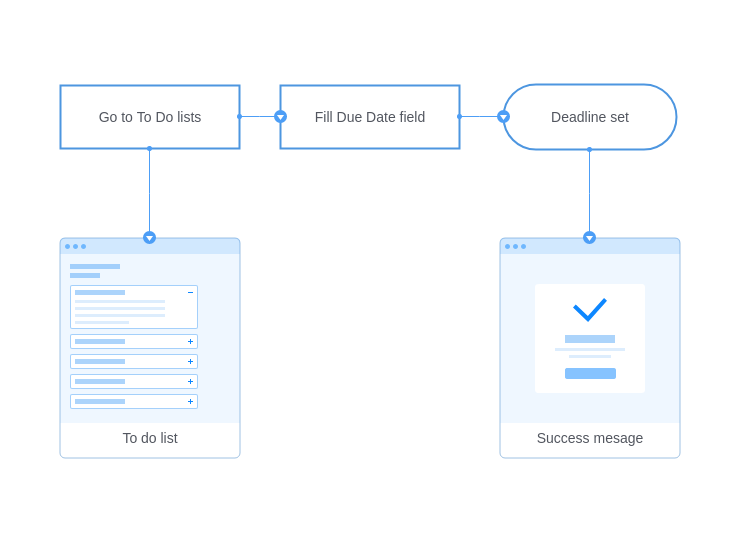 Go to To Do lists
Fill Due Date field
Deadline set
To do list
Success mesage